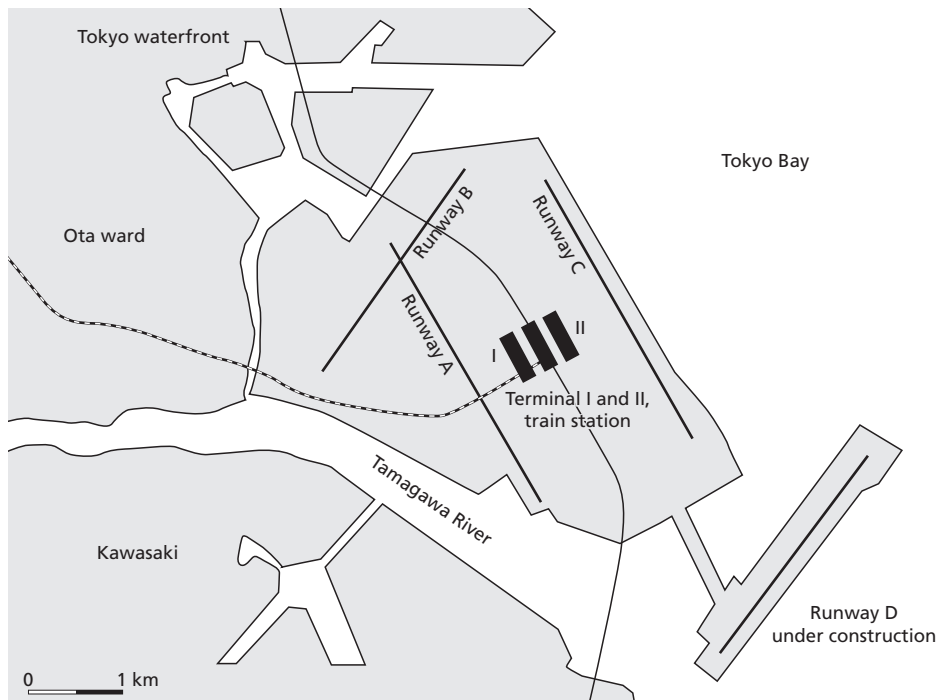 Tokyo waterfront
Tokyo Bay
Runway B
Runway C
Ota ward
Runway A
I
II
Terminal I and II,
train station
Tamagawa River
Kawasaki
Runway D
under construction
0 1 km